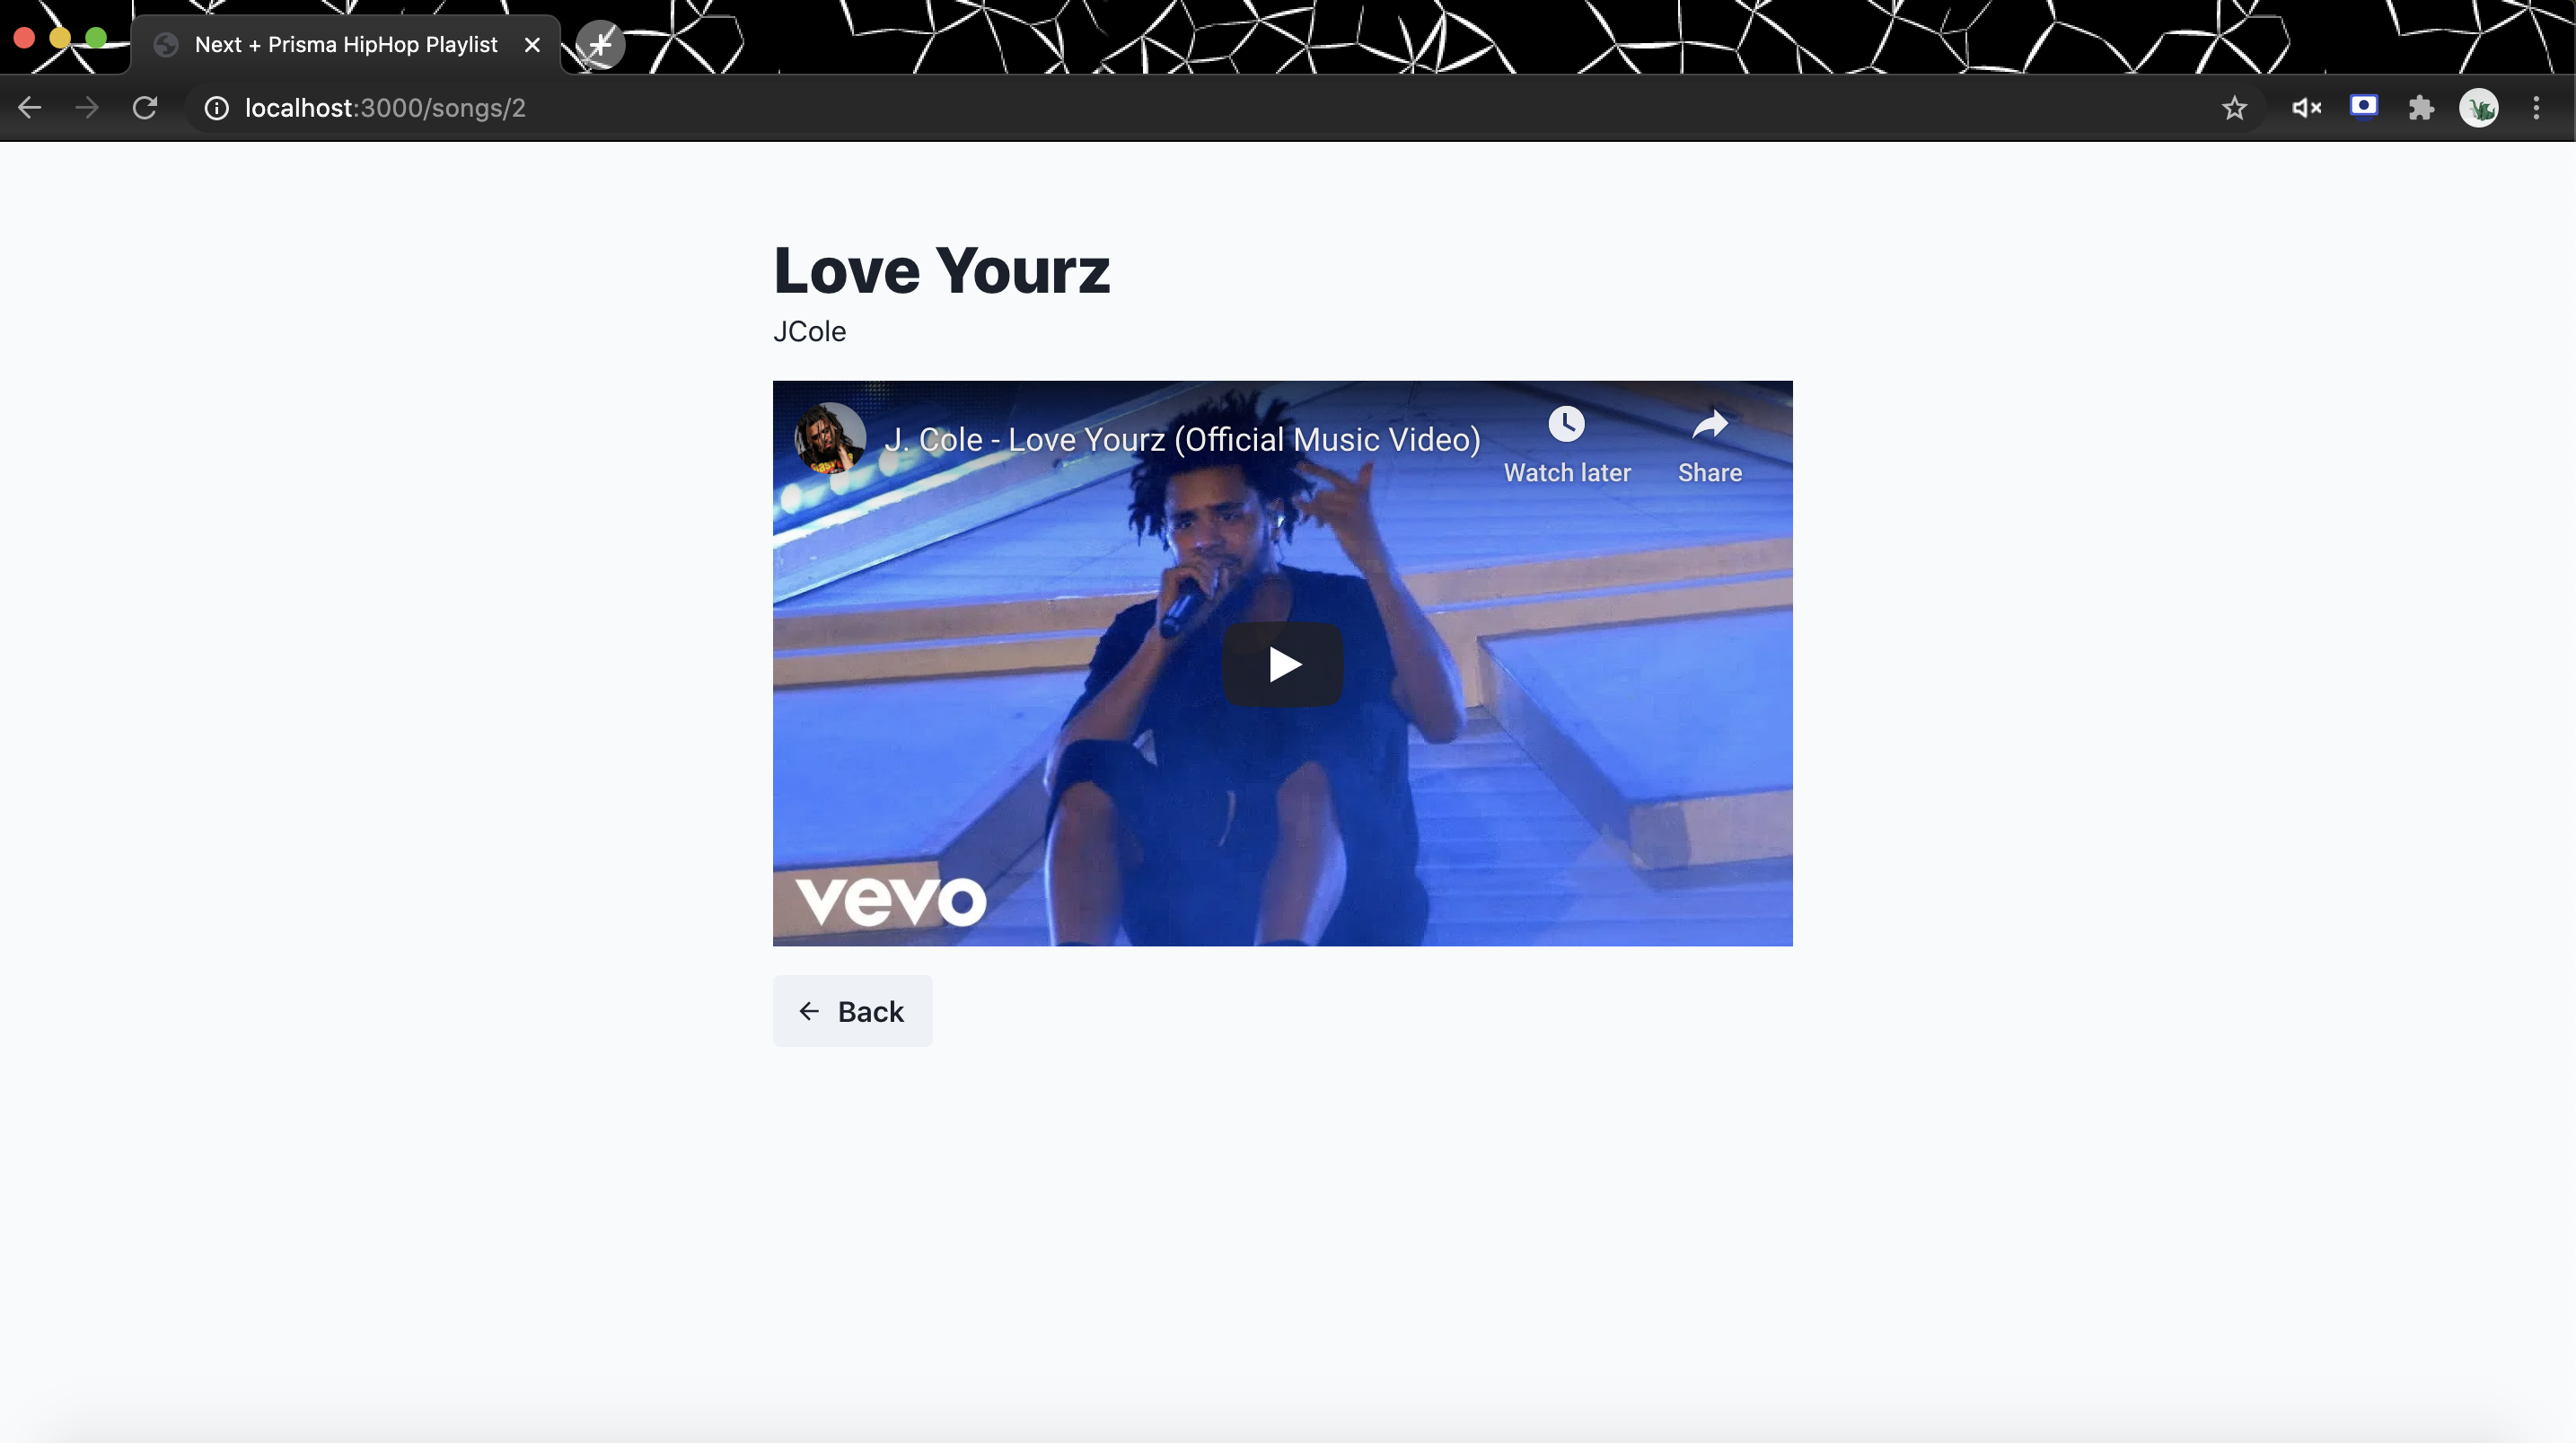 Next + Prisma HipHop Playlist
localhost:3000/songs/2
Love Yourz
JCole
J. Cole - Love Yourz (Official Music Video)
Watch later
Share
vevo
Back